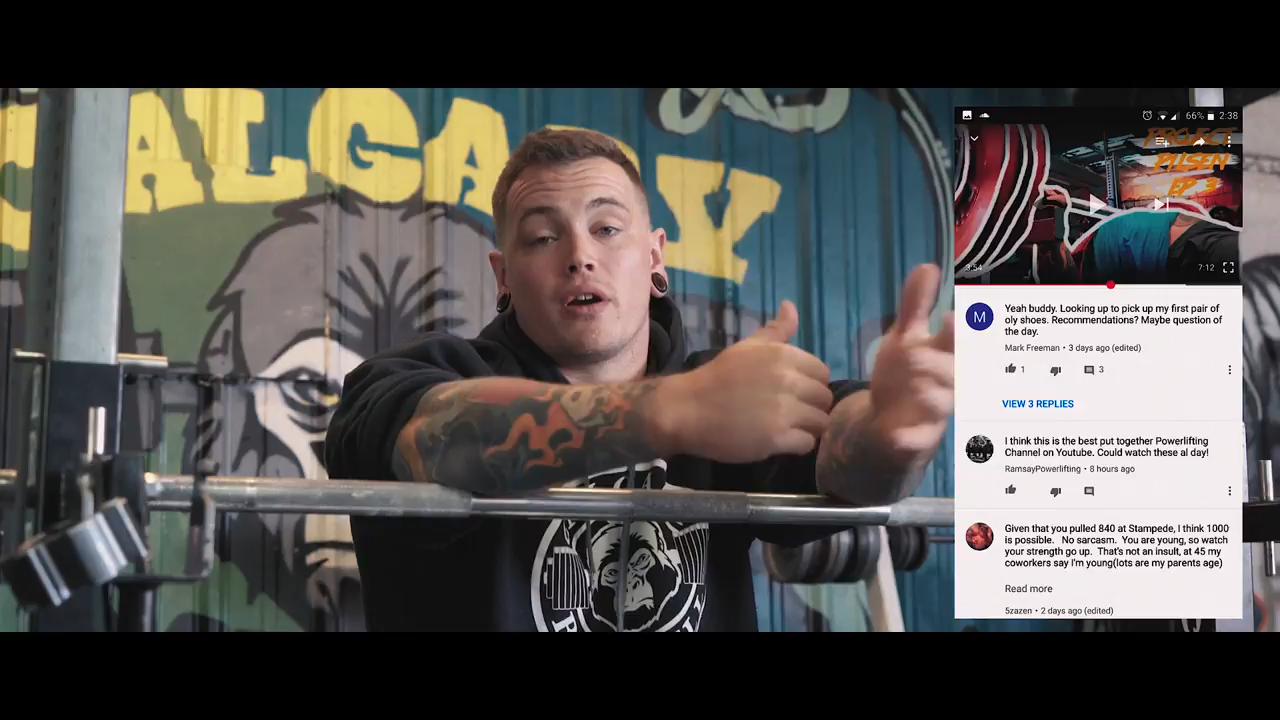 CALGARY
66% 2:38
PROJECT
PILSEN
EP 3
3:54
7:12
M
Yeah buddy. Looking up to pick up my first pair of
oly shoes. Recommendations? Maybe question of
the day.
Mark Freeman • 3 days ago (edited)
1
3
VIEW 3 REPLIES
I think this is the best put together Powerlifting
Channel on Youtube. Could watch these al day!
RamsayPowerlifting • 8 hours ago
Given that you pulled 840 at Stampede, I think 1000
is possible. No sarcasm. You are young, so watch
your strength go up. That's not an insult, at 45 my
coworkers say I'm young(lots are my parents age)
Read more
5zazen • 2 days ago (edited)